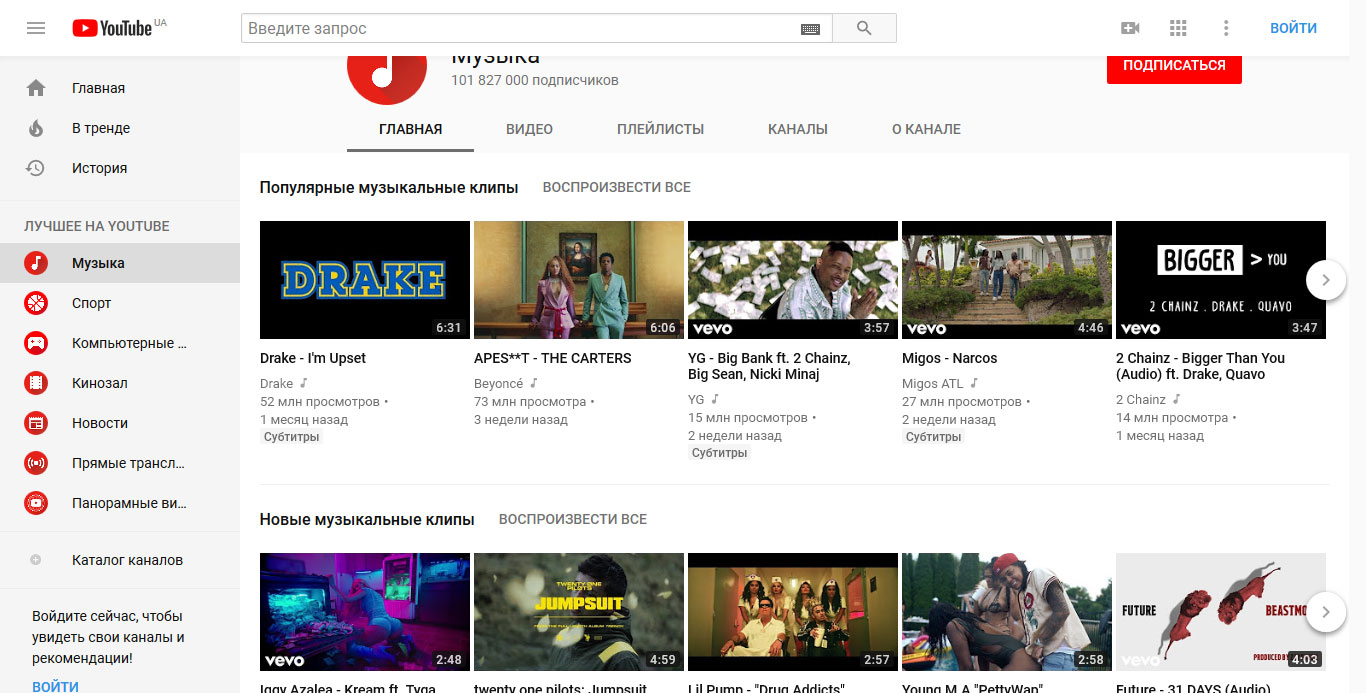 YouTube UA
Введите запрос
ВОЙТИ
Музыка
101 827 000 подписчиков
ПОДПИСАТЬСЯ
ГЛАВНАЯ ВИДЕО ПЛЕЙЛИСТЫ КАНАЛЫ О КАНАЛЕ
Главная
В тренде
История
ЛУЧШЕЕ НА YOUTUBE
Музыка
Спорт
Компьютерные ...
Кинозал
Новости
Прямые трансл...
Панорамные ви...
Каталог каналов
Войдите сейчас, чтобы
увидеть свои каналы и
рекомендации!
ВОЙТИ
Популярные музыкальные клипы ВОСПРОИЗВЕСТИ ВСЕ
DRAKE
6:31
Drake - I'm Upset
Drake
52 млн просмотров •
1 месяц назад
Субтитры
6:06
APES**T - THE CARTERS
Beyoncé
73 млн просмотра •
3 недели назад
vevo
3:57
YG - Big Bank ft. 2 Chainz,
Big Sean, Nicki Minaj
YG
15 млн просмотров •
2 недели назад
Субтитры
vevo
4:46
Migos - Narcos
Migos ATL
27 млн просмотров •
2 недели назад
Субтитры
BIGGER > YOU
2 CHAINZ . DRAKE . QUAVO
vevo
3:47
2 Chainz - Bigger Than You
(Audio) ft. Drake, Quavo
2 Chainz
14 млн просмотра •
1 месяц назад
Новые музыкальные клипы ВОСПРОИЗВЕСТИ ВСЕ
vevo
2:48
Iggy Azalea - Kream ft. Tyga
TWENTY ONE
PILOTS
JUMPSUIT
4:59
twenty one pilots: Jumpsuit
2:57
Lil Pump - "Drug Addicts"
2:58
Young M.A "PettyWap"
FUTURE BEASTMO
PRODUCED BY
vevo
4:03
Future - 31 DAYS (Audio)